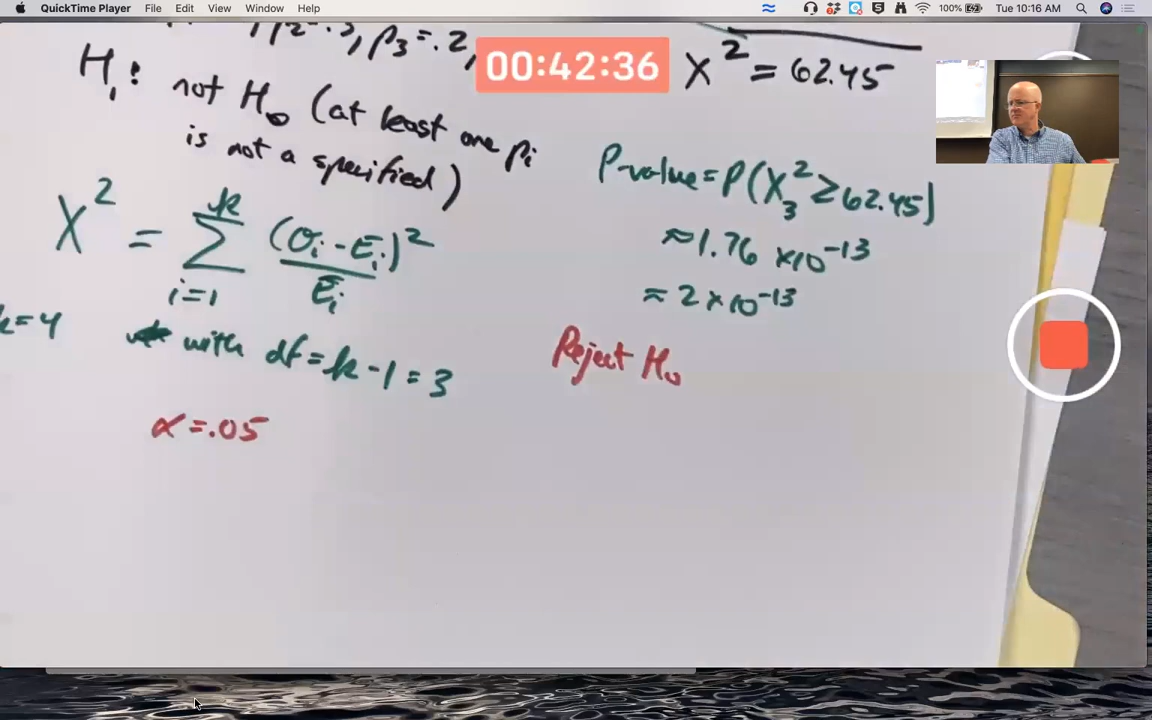 QuickTime Player File Edit View Window Help 100% Tue 10:16 AM
, p2 = .3, p3 = .2,
00:42:36
X² = 62.45
H₁: not H₀ (at least one pi
is not a specified)
P-value = P(X²₃ ≥ 62.45)
≈ 1.76 × 10⁻¹³
≈ 2 × 10⁻¹³
X² = k Σ i=1 (Oi - Ei)² / Ei
k=4 with df = k-1 = 3
Reject H₀
α = .05